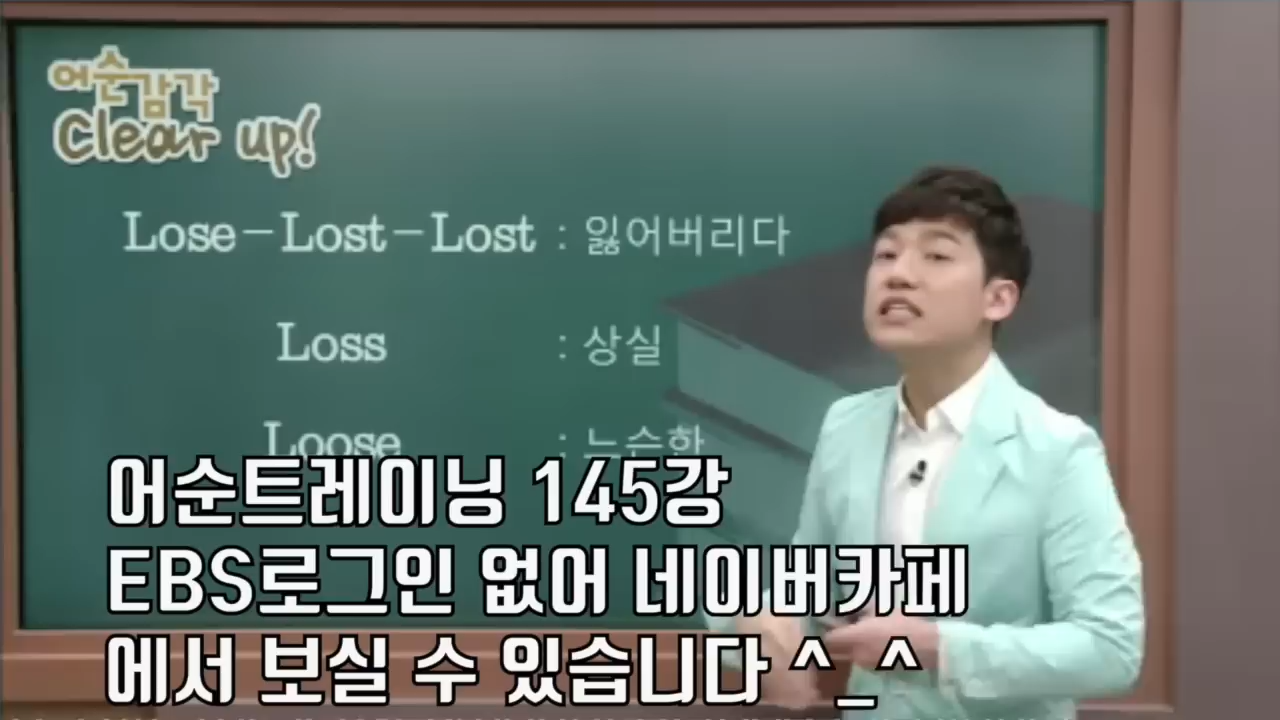 어순감각
Clear up!
Lose-Lost-Lost : 잃어버리다
Loss : 상실
Loose : 느슨한
어순트레이닝 145강
EBS로그인 없어 네이버카페
에서 보실 수 있습니다 ^_^